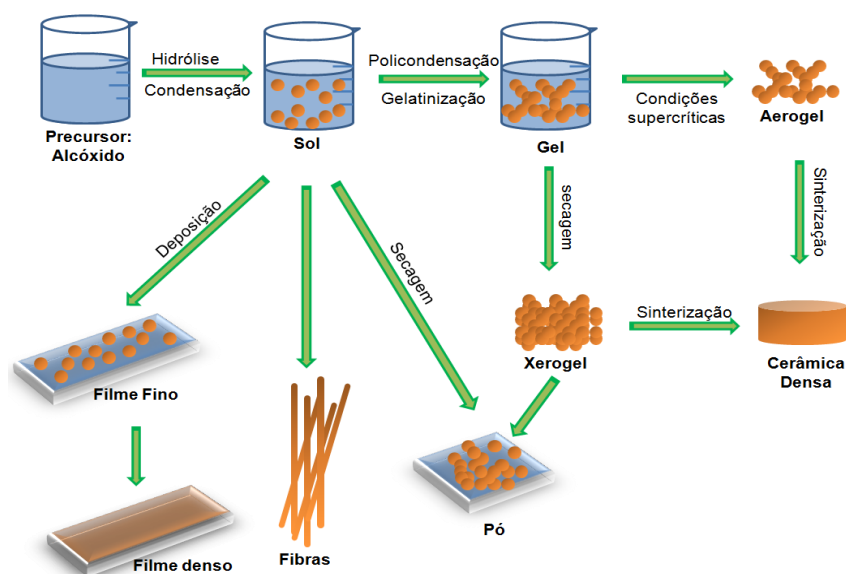 Hidrólise
Condensação
Policondensação
Gelatinização
Condições
supercríticas
Precursor:
Alcóxido
Sol
Gel
Aerogel
Deposição
Secagem
secagem
Sinterização
Filme Fino
Xerogel
Sinterização
Cerâmica
Densa
Filme denso
Fibras
Pó